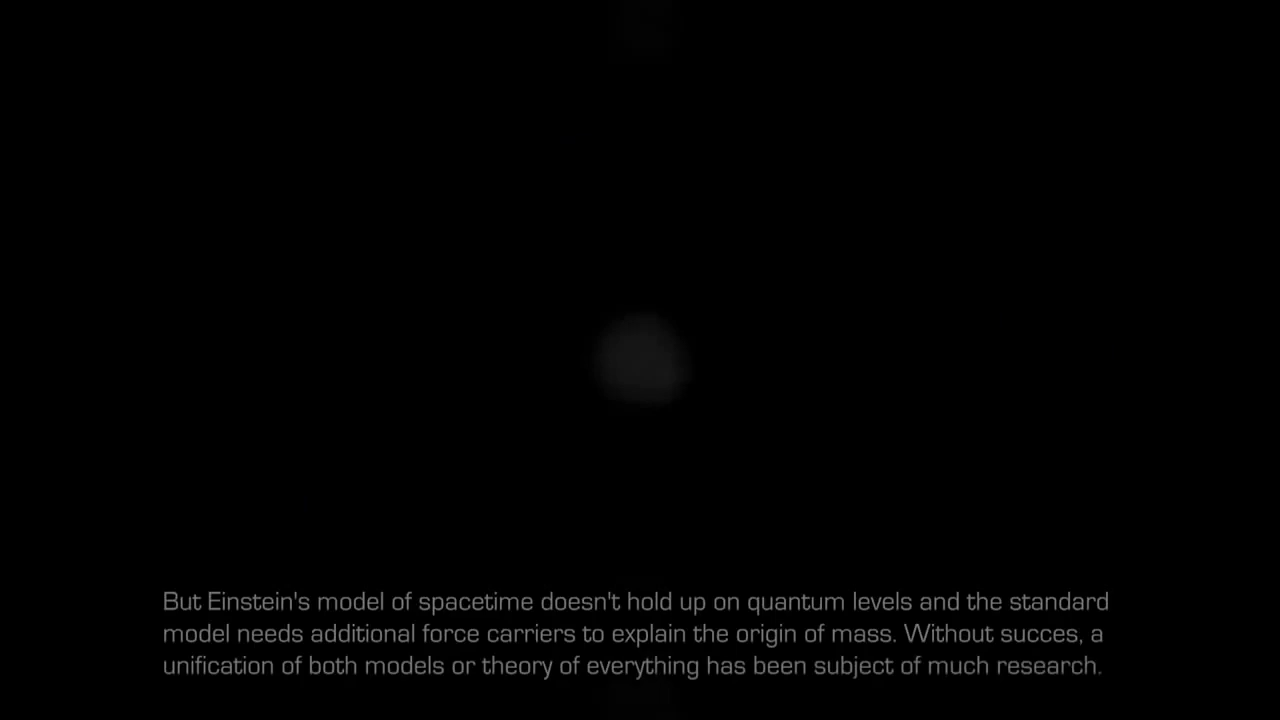 But Einstein's model of spacetime doesn't hold up on quantum levels and the standard
model needs additional force carriers to explain the origin of mass. Without succes, a
unification of both models or theory of everything has been subject of much research.